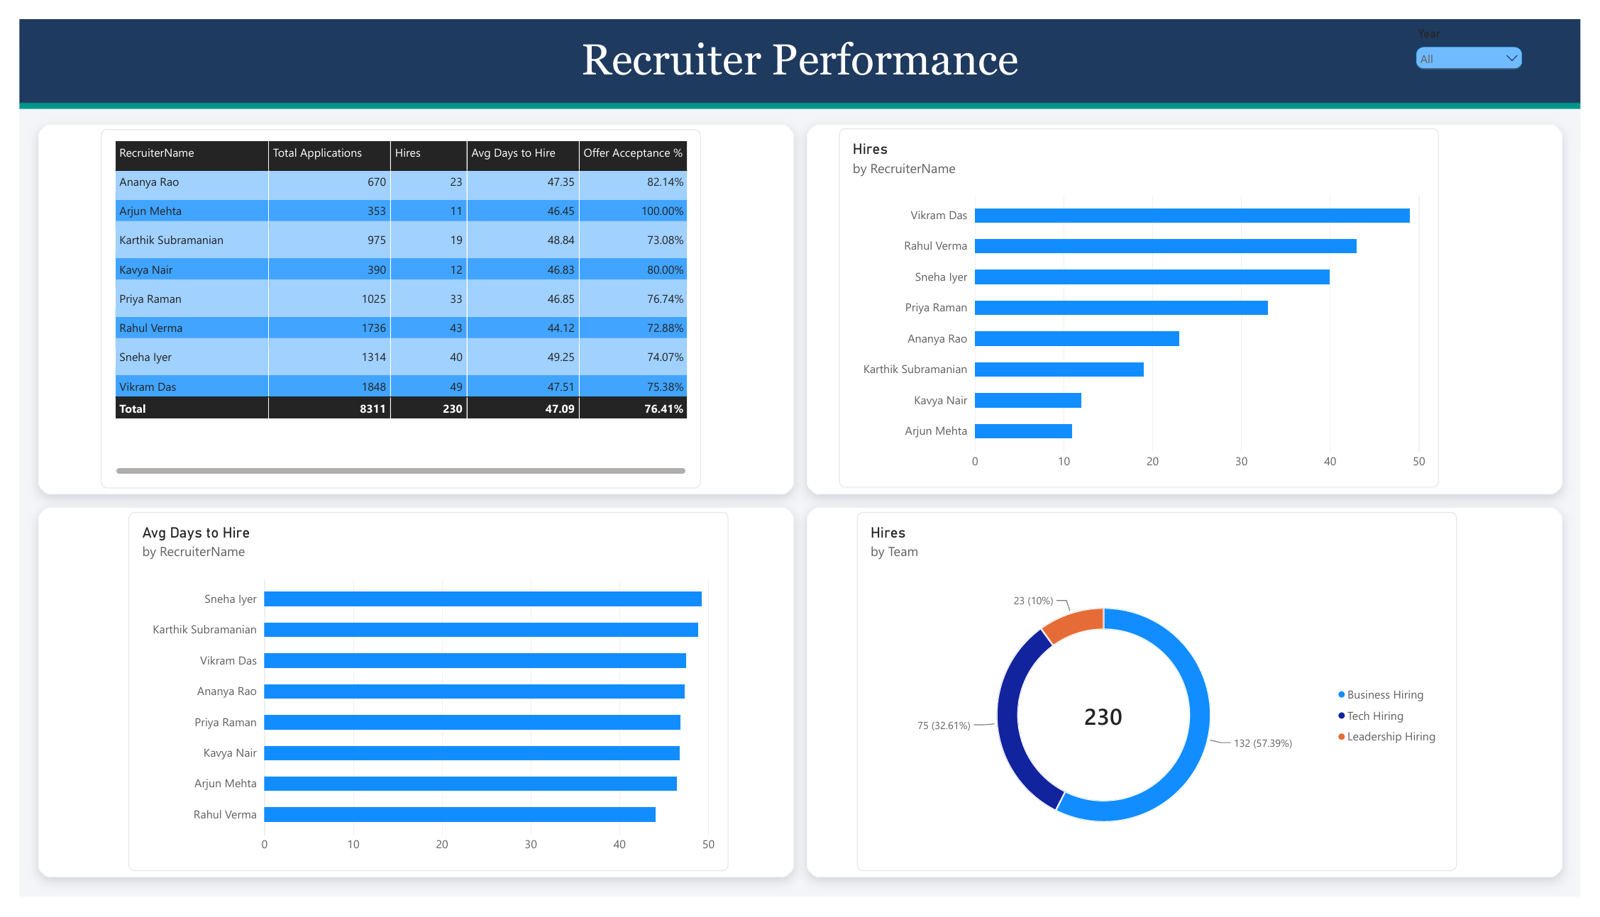 Recruiter Performance
Year
All
RecruiterName Total Applications Hires Avg Days to Hire Offer Acceptance %
Ananya Rao 670 23 47.35 82.14%
Arjun Mehta 353 11 46.45 100.00%
Karthik Subramanian 975 19 48.84 73.08%
Kavya Nair 390 12 46.83 80.00%
Priya Raman 1025 33 46.85 76.74%
Rahul Verma 1736 43 44.12 72.88%
Sneha Iyer 1314 40 49.25 74.07%
Vikram Das 1848 49 47.51 75.38%
Total 8311 230 47.09 76.41%
Hires
by RecruiterName
Vikram Das
Rahul Verma
Sneha Iyer
Priya Raman
Ananya Rao
Karthik Subramanian
Kavya Nair
Arjun Mehta
0 10 20 30 40 50
Avg Days to Hire
by RecruiterName
Sneha Iyer
Karthik Subramanian
Vikram Das
Ananya Rao
Priya Raman
Kavya Nair
Arjun Mehta
Rahul Verma
0 10 20 30 40 50
Hires
by Team
23 (10%)
75 (32.61%)
230
132 (57.39%)
Business Hiring
Tech Hiring
Leadership Hiring